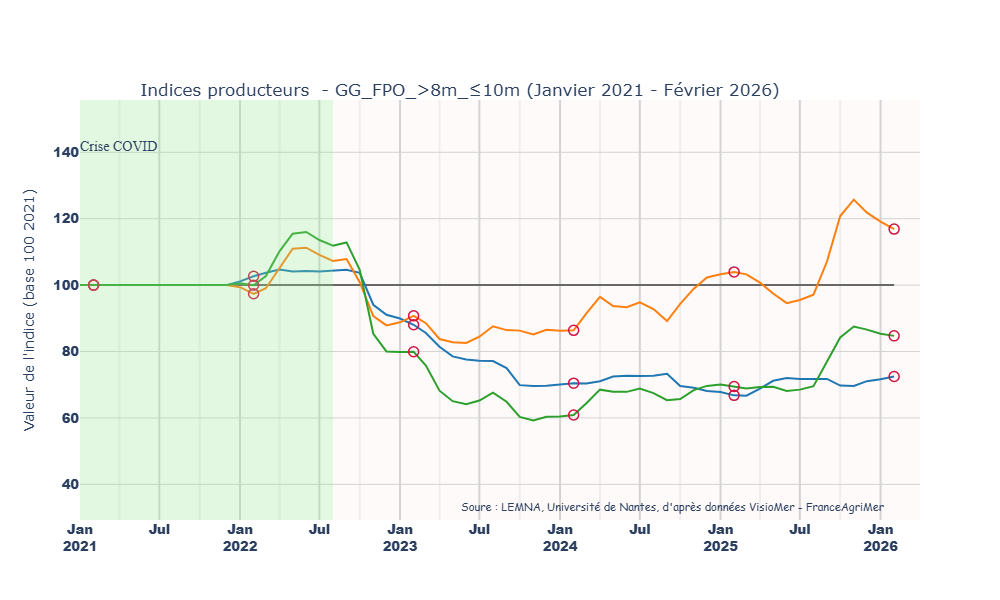 Indices producteurs - GG_FPO_>8m_≤10m (Janvier 2021 - Février 2026)
Crise COVID
Valeur de l'indice (base 100 2021)
140
120
100
80
60
40
Soure : LEMNA, Université de Nantes, d'après données VisioMer - FranceAgriMer
Jan Jul Jan Jul Jan Jul Jan Jul Jan Jul Jan
2021 2022 2023 2024 2025 2026